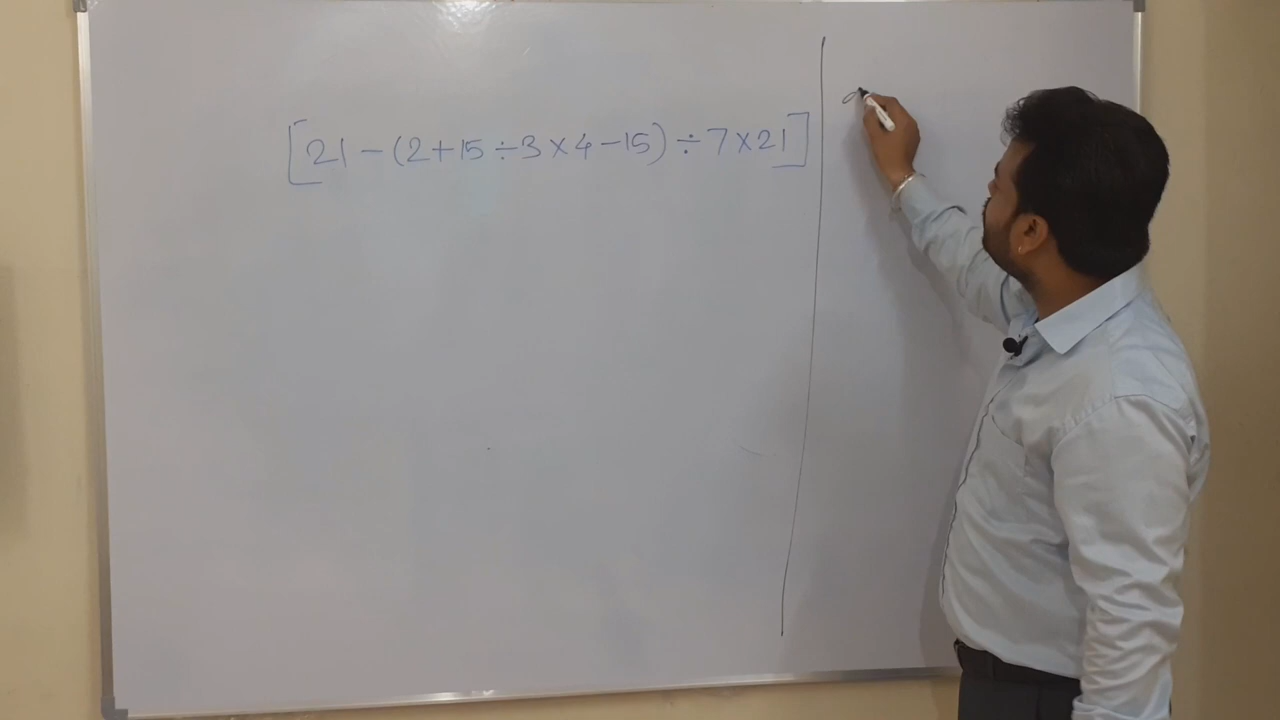 [21 - (2 + 15 ÷ 3 × 4 - 15) ÷ 7 × 21]